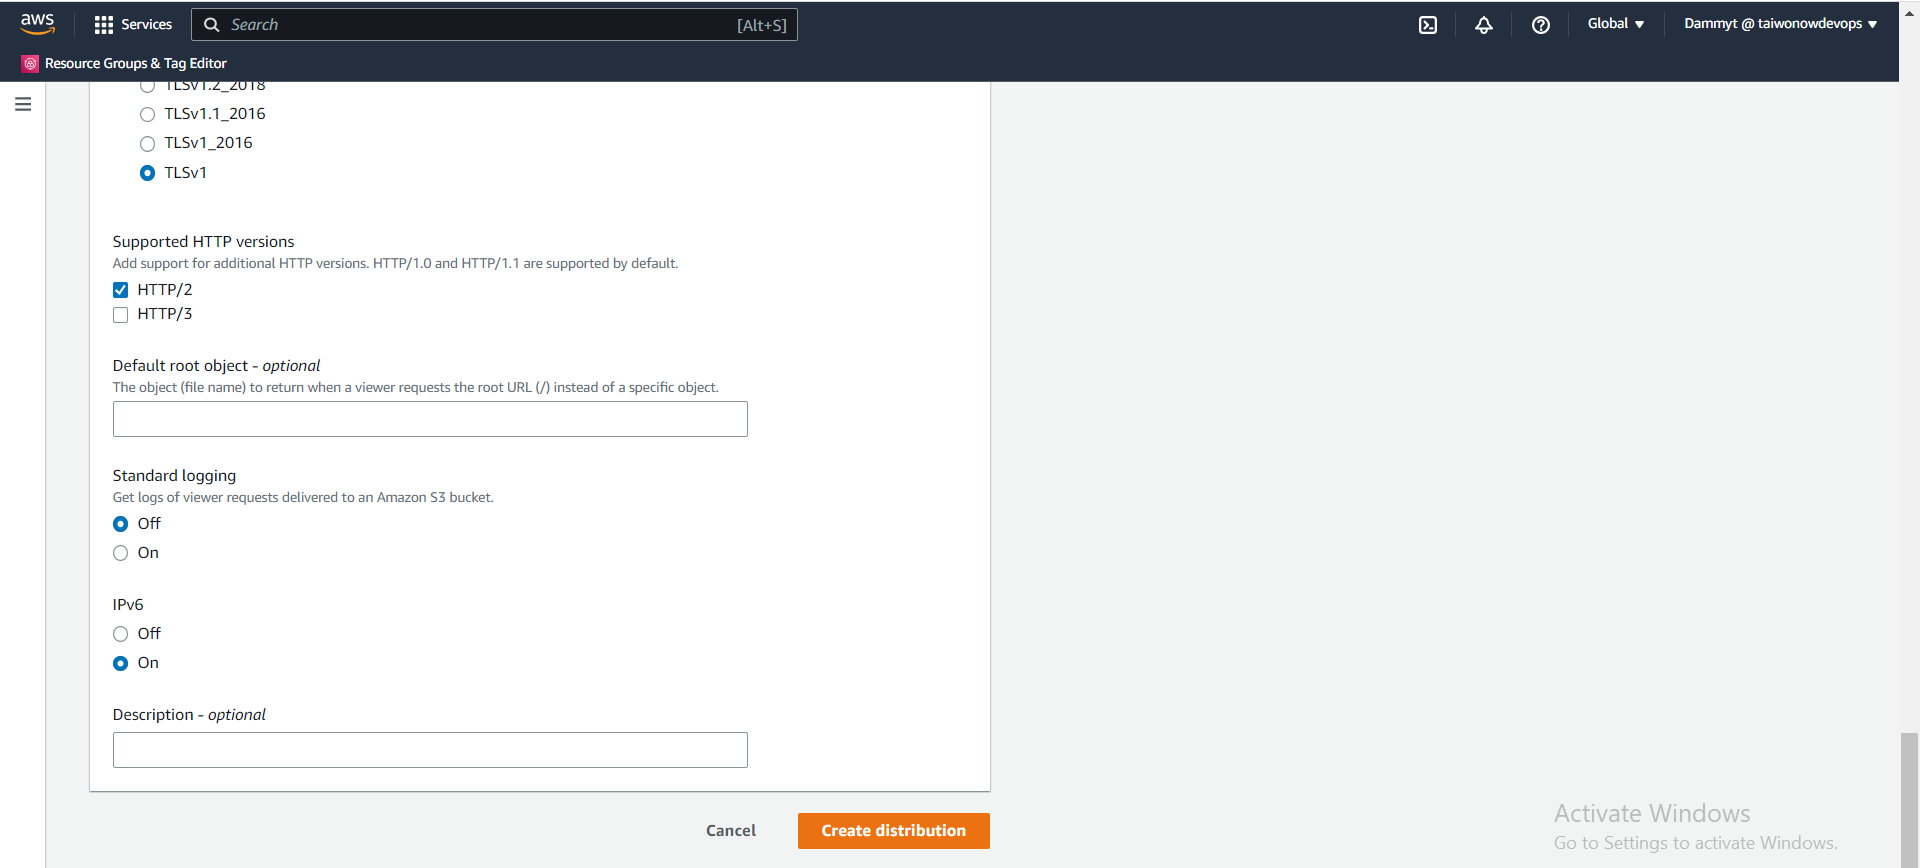 aws
Services
Search
[Alt+S]
Global
Dammyt @ taiwonowdevops
Resource Groups & Tag Editor
TLSv1.2_2018
TLSv1.1_2016
TLSv1_2016
TLSv1
Supported HTTP versions
Add support for additional HTTP versions. HTTP/1.0 and HTTP/1.1 are supported by default.
HTTP/2
HTTP/3
Default root object - optional
The object (file name) to return when a viewer requests the root URL (/) instead of a specific object.
Standard logging
Get logs of viewer requests delivered to an Amazon S3 bucket.
Off
On
IPv6
Off
On
Description - optional
Cancel
Create distribution
Activate Windows
Go to Settings to activate Windows.